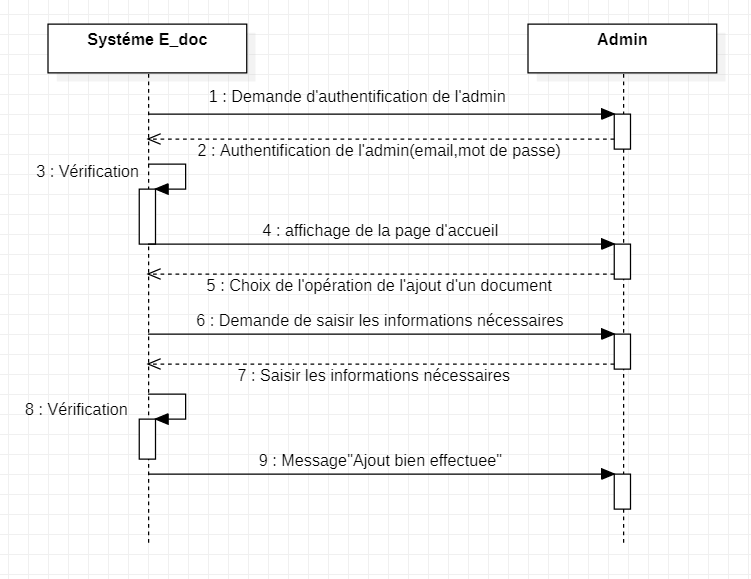 Systéme E_doc
Admin
1 : Demande d'authentification de l'admin
2 : Authentification de l'admin(email,mot de passe)
3 : Vérification
4 : affichage de la page d'accueil
5 : Choix de l'opération de l'ajout d'un document
6 : Demande de saisir les informations nécessaires
7 : Saisir les informations nécessaires
8 : Vérification
9 : Message"Ajout bien effectuee"